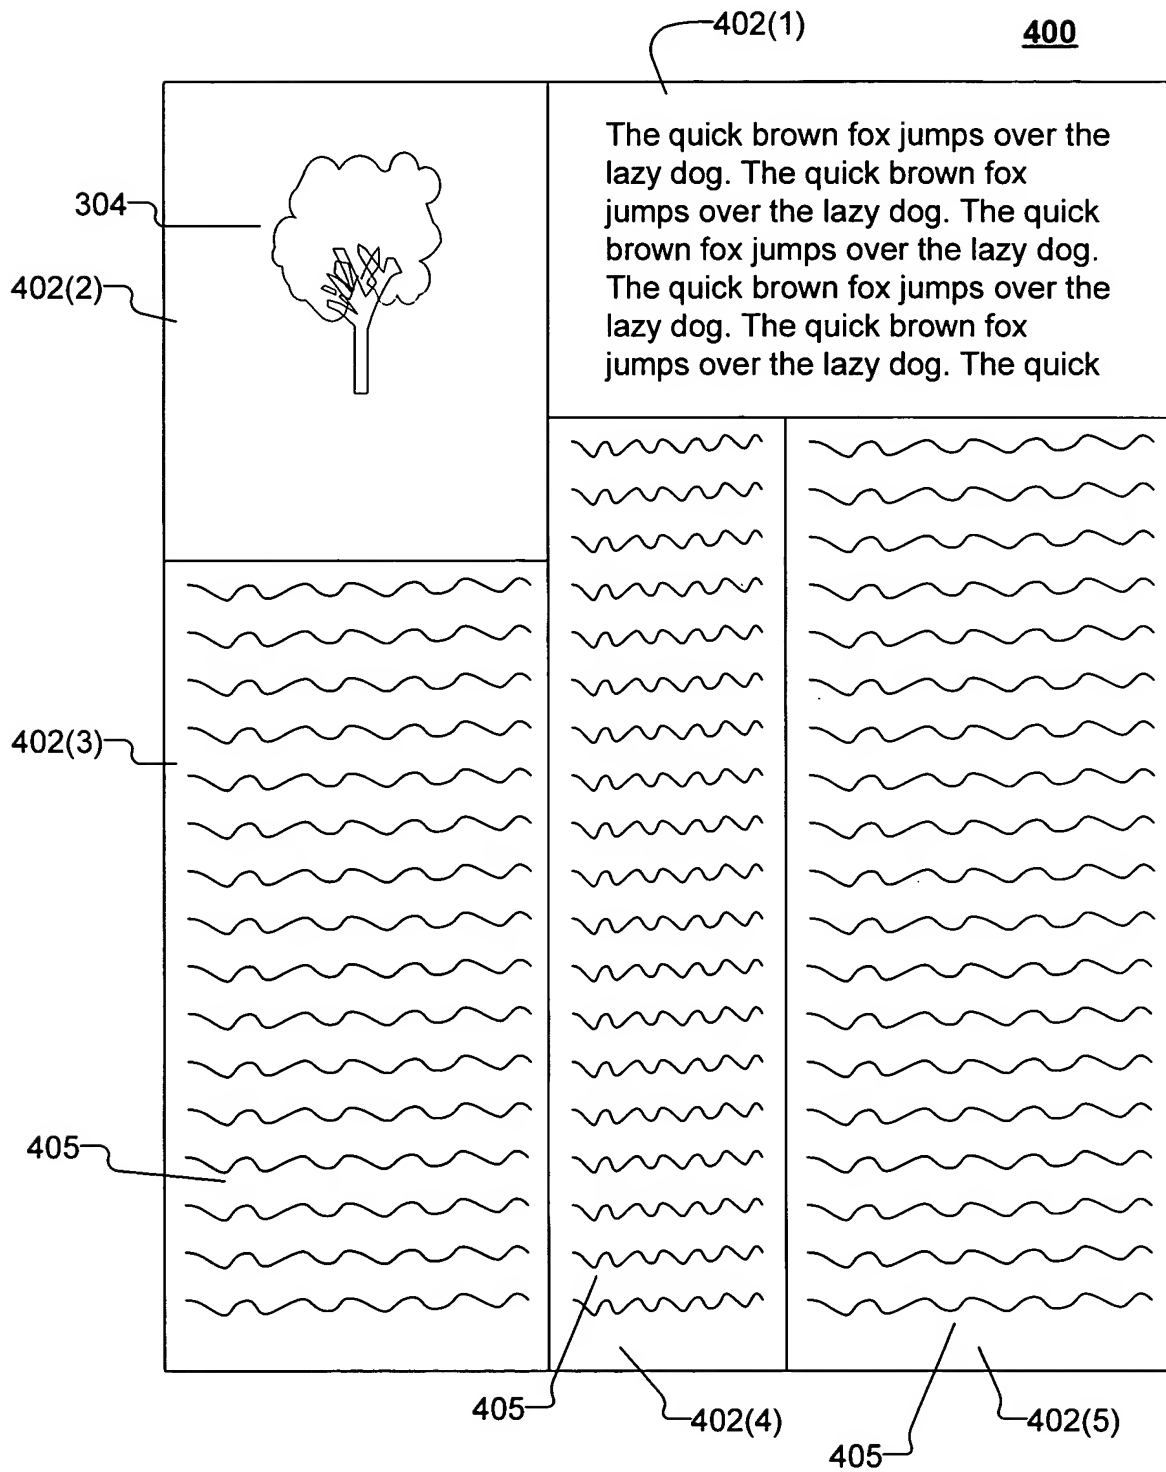 402(1)
400
The quick brown fox jumps over the
lazy dog. The quick brown fox
jumps over the lazy dog. The quick
brown fox jumps over the lazy dog.
The quick brown fox jumps over the
lazy dog. The quick brown fox
jumps over the lazy dog. The quick
304
402(2)
402(3)
405
405
402(4)
402(5)
405